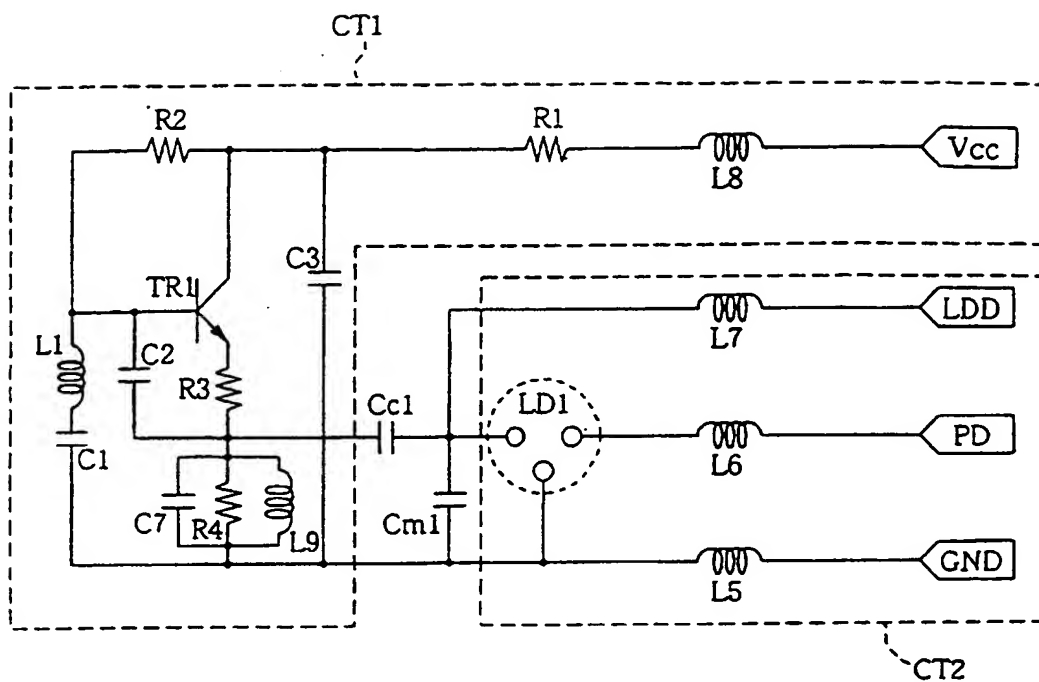 CT1
R2
R1
L8
Vcc
C3
TR1
L7
LDD
L1
C2
R3
Cc1
LD1
L6
PD
C1
C7
R4
L9
Cm1
L5
GND
CT2